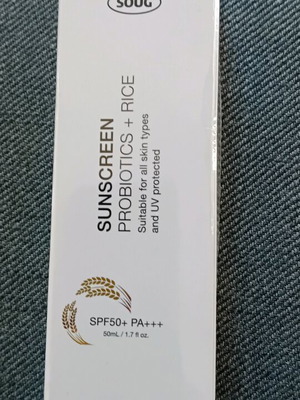 SOUG
SUNSCREEN
PROBIOTICS + RICE
Suitable for all skin types
and UV protected
SPF50+ PA+++
50mL / 1.7 fl oz.